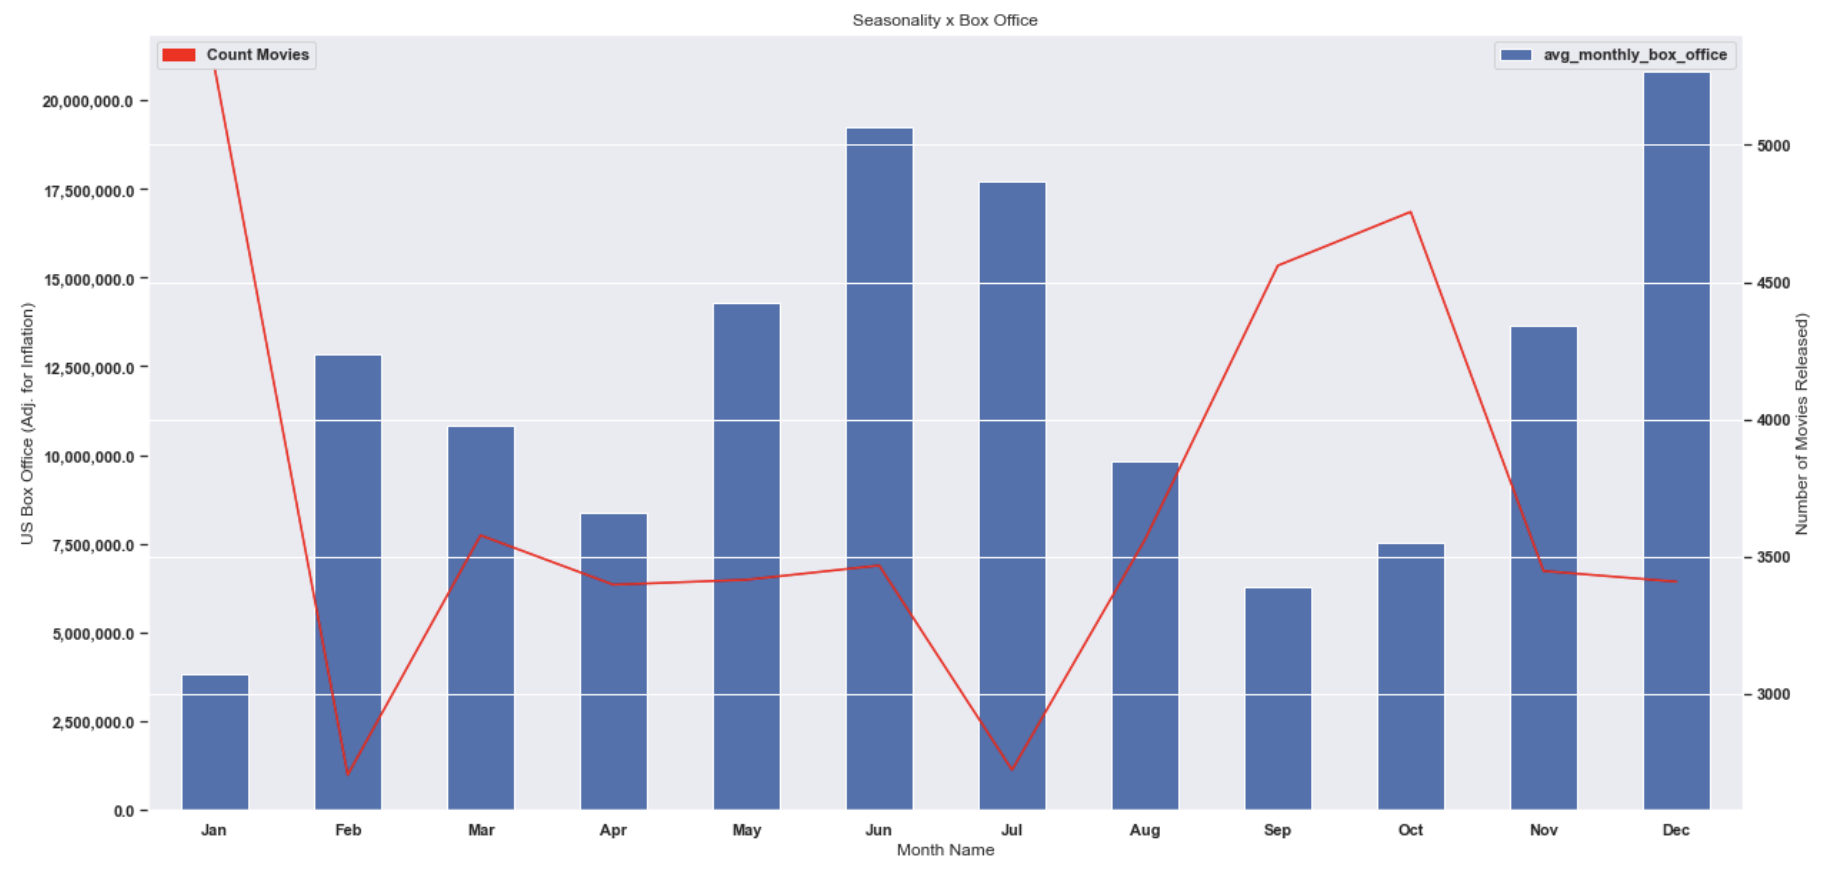 Seasonality x Box Office
Count Movies
avg_monthly_box_office
20,000,000.0
17,500,000.0
15,000,000.0
12,500,000.0
10,000,000.0
7,500,000.0
5,000,000.0
2,500,000.0
0.0
US Box Office (Adj. for Inflation)
5000
4500
4000
3500
3000
Number of Movies Released)
Jan Feb Mar Apr May Jun Jul Aug Sep Oct Nov Dec
Month Name